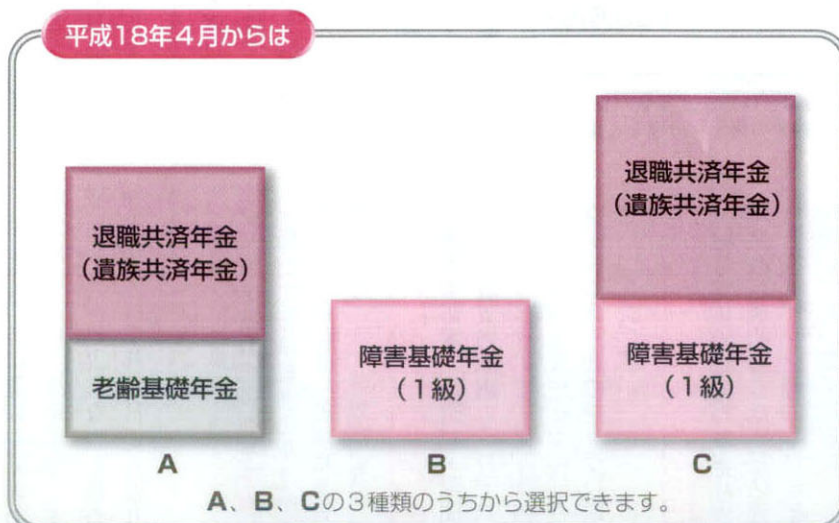 平成18年4月からは
退職共済年金
（遺族共済年金）
老齢基礎年金
A
障害基礎年金
（1級）
B
退職共済年金
（遺族共済年金）
障害基礎年金
（1級）
C
A、B、Cの3種類のうちから選択できます。